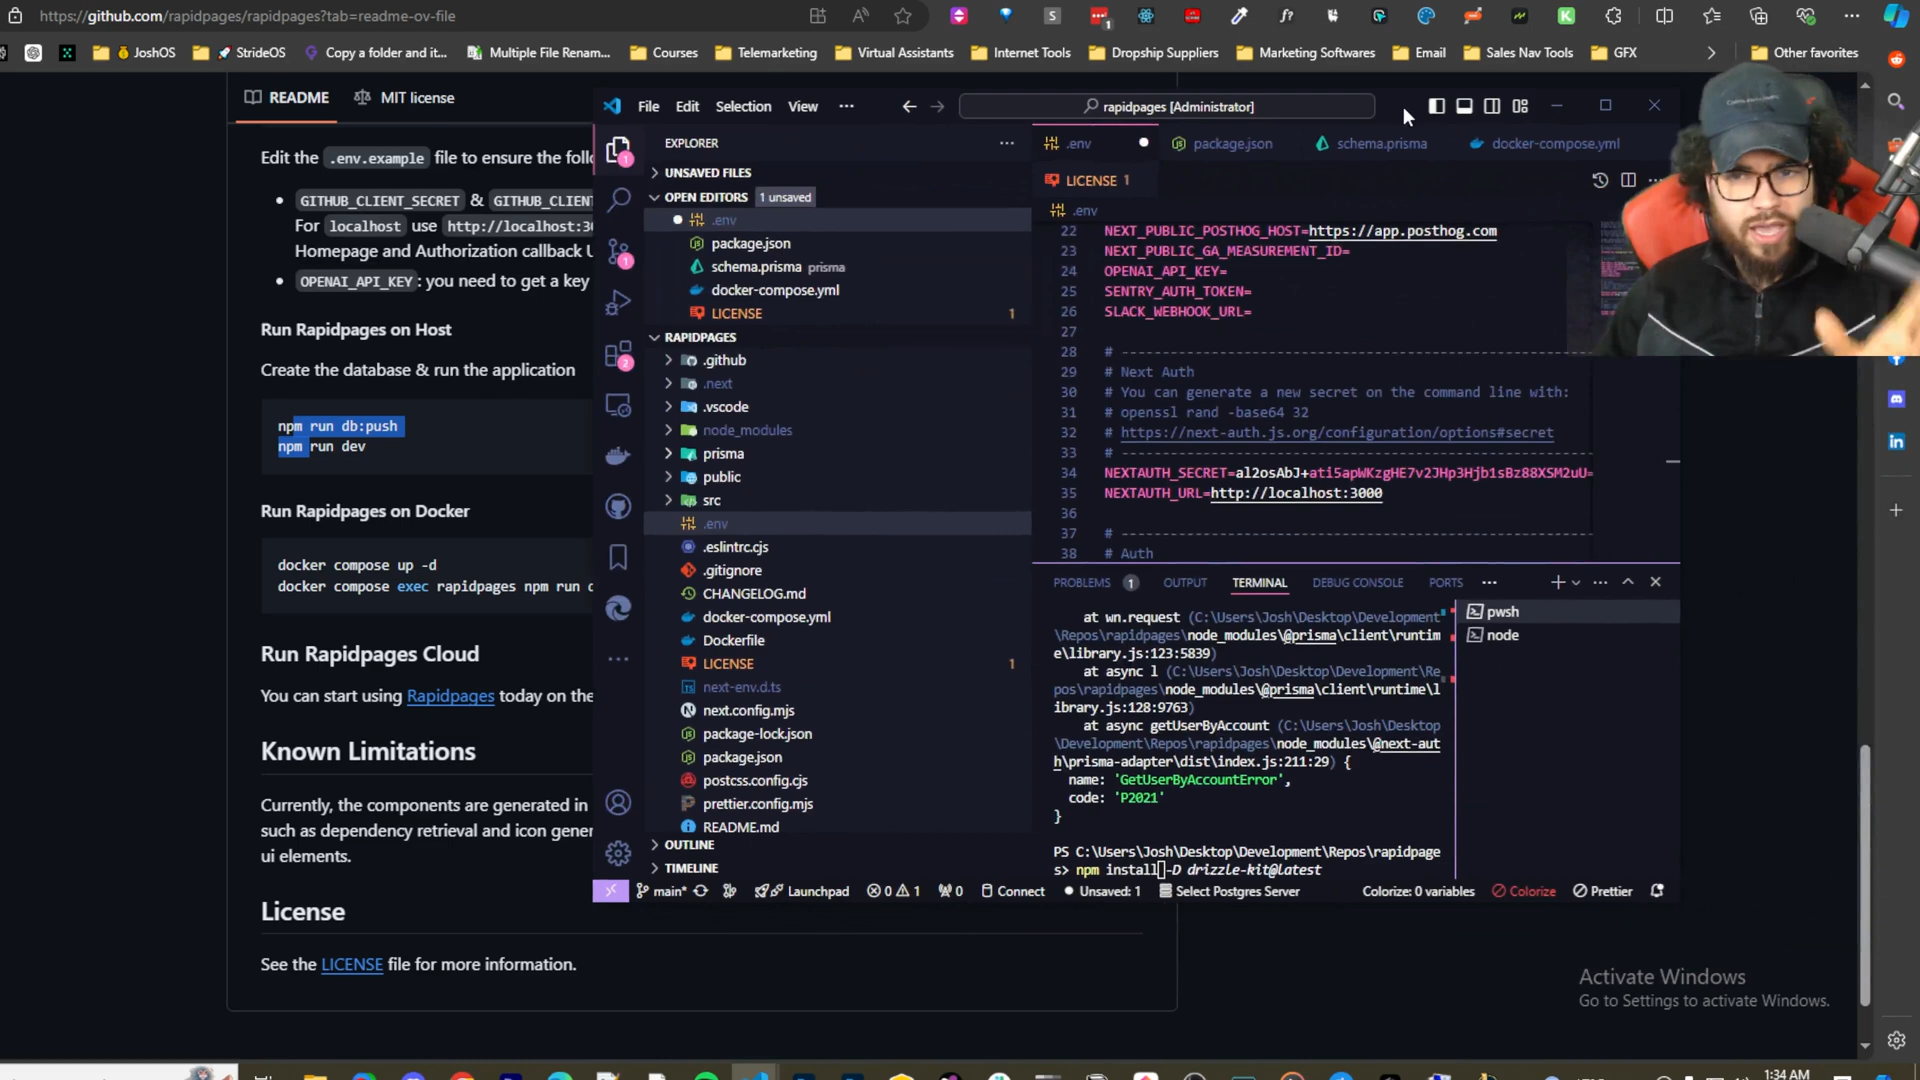 https://github.com/rapidpages/rapidpages?tab=readme-ov-file
JoshOS
StrideOS
Copy a folder and it...
Multiple File Renam...
Courses
Telemarketing
Virtual Assistants
Internet Tools
Dropship Suppliers
Marketing Softwares
Email
Sales Nav Tools
GFX
Other favorites
README
MIT license
Edit the .env.example file to ensure the foll
GITHUB_CLIENT_SECRET & GITHUB_CLIENT
For localhost use http://localhost:30
Homepage and Authorization callback U
OPENAI_API_KEY: you need to get a key
Run Rapidpages on Host
Create the database & run the application
npm run db:push
npm run dev
Run Rapidpages on Docker
docker compose up -d
docker compose exec rapidpages npm run d
Run Rapidpages Cloud
You can start using Rapidpages today on the
Known Limitations
Currently, the components are generated in
such as dependency retrieval and icon gener
ui elements.
License
See the LICENSE file for more information.
File Edit Selection View
rapidpages [Administrator]
EXPLORER
UNSAVED FILES
OPEN EDITORS 1 unsaved
.env
package.json
schema.prisma prisma
docker-compose.yml
LICENSE 1
RAPIDPAGES
.github
.next
.vscode
node_modules
prisma
public
src
.env
.eslintrc.cjs
.gitignore
CHANGELOG.md
docker-compose.yml
Dockerfile
LICENSE 1
next-env.d.ts
next.config.mjs
package-lock.json
package.json
postcss.config.cjs
prettier.config.mjs
README.md
OUTLINE
TIMELINE
.env package.json schema.prisma docker-compose.yml
LICENSE 1
.env
22 NEXT_PUBLIC_POSTHOG_HOST=https://app.posthog.com
23 NEXT_PUBLIC_GA_MEASUREMENT_ID=
24 OPENAI_API_KEY=
25 SENTRY_AUTH_TOKEN=
26 SLACK_WEBHOOK_URL=
27
28 # ---------------------------------------------------
29 # Next Auth
30 # You can generate a new secret on the command line with:
31 # openssl rand -base64 32
32 # https://next-auth.js.org/configuration/options#secret
33 # ---------------------------------------------------
34 NEXTAUTH_SECRET=al2osAbJ+ati5apWKzgHE7v2JHp3Hjb1sBz88XSM2uU=
35 NEXTAUTH_URL=http://localhost:3000
36
37 # ---------------------------------------------------
38 # Auth
PROBLEMS 1 OUTPUT TERMINAL DEBUG CONSOLE PORTS
at wn.request (C:\Users\Josh\Desktop\Development
\Repos\rapidpages\node_modules\@prisma\client\runtim
e\library.js:123:5839)
at async l (C:\Users\Josh\Desktop\Development\Re
pos\rapidpages\node_modules\@prisma\client\runtime\l
ibrary.js:128:9763)
at async getUserByAccount (C:\Users\Josh\Desktop
\Development\Repos\rapidpages\node_modules\@next-aut
h\prisma-adapter\dist\index.js:211:29) {
name: 'GetUserByAccountError',
code: 'P2021'
}
PS C:\Users\Josh\Desktop\Development\Repos\rapidpage
s> npm install -D drizzle-kit@latest
pwsh
node
main* Launchpad 0 1 0 Connect Unsaved: 1 Select Postgres Server Colorize: 0 variables Colorize Prettier
Activate Windows
Go to Settings to activate Windows.
1:34 AM